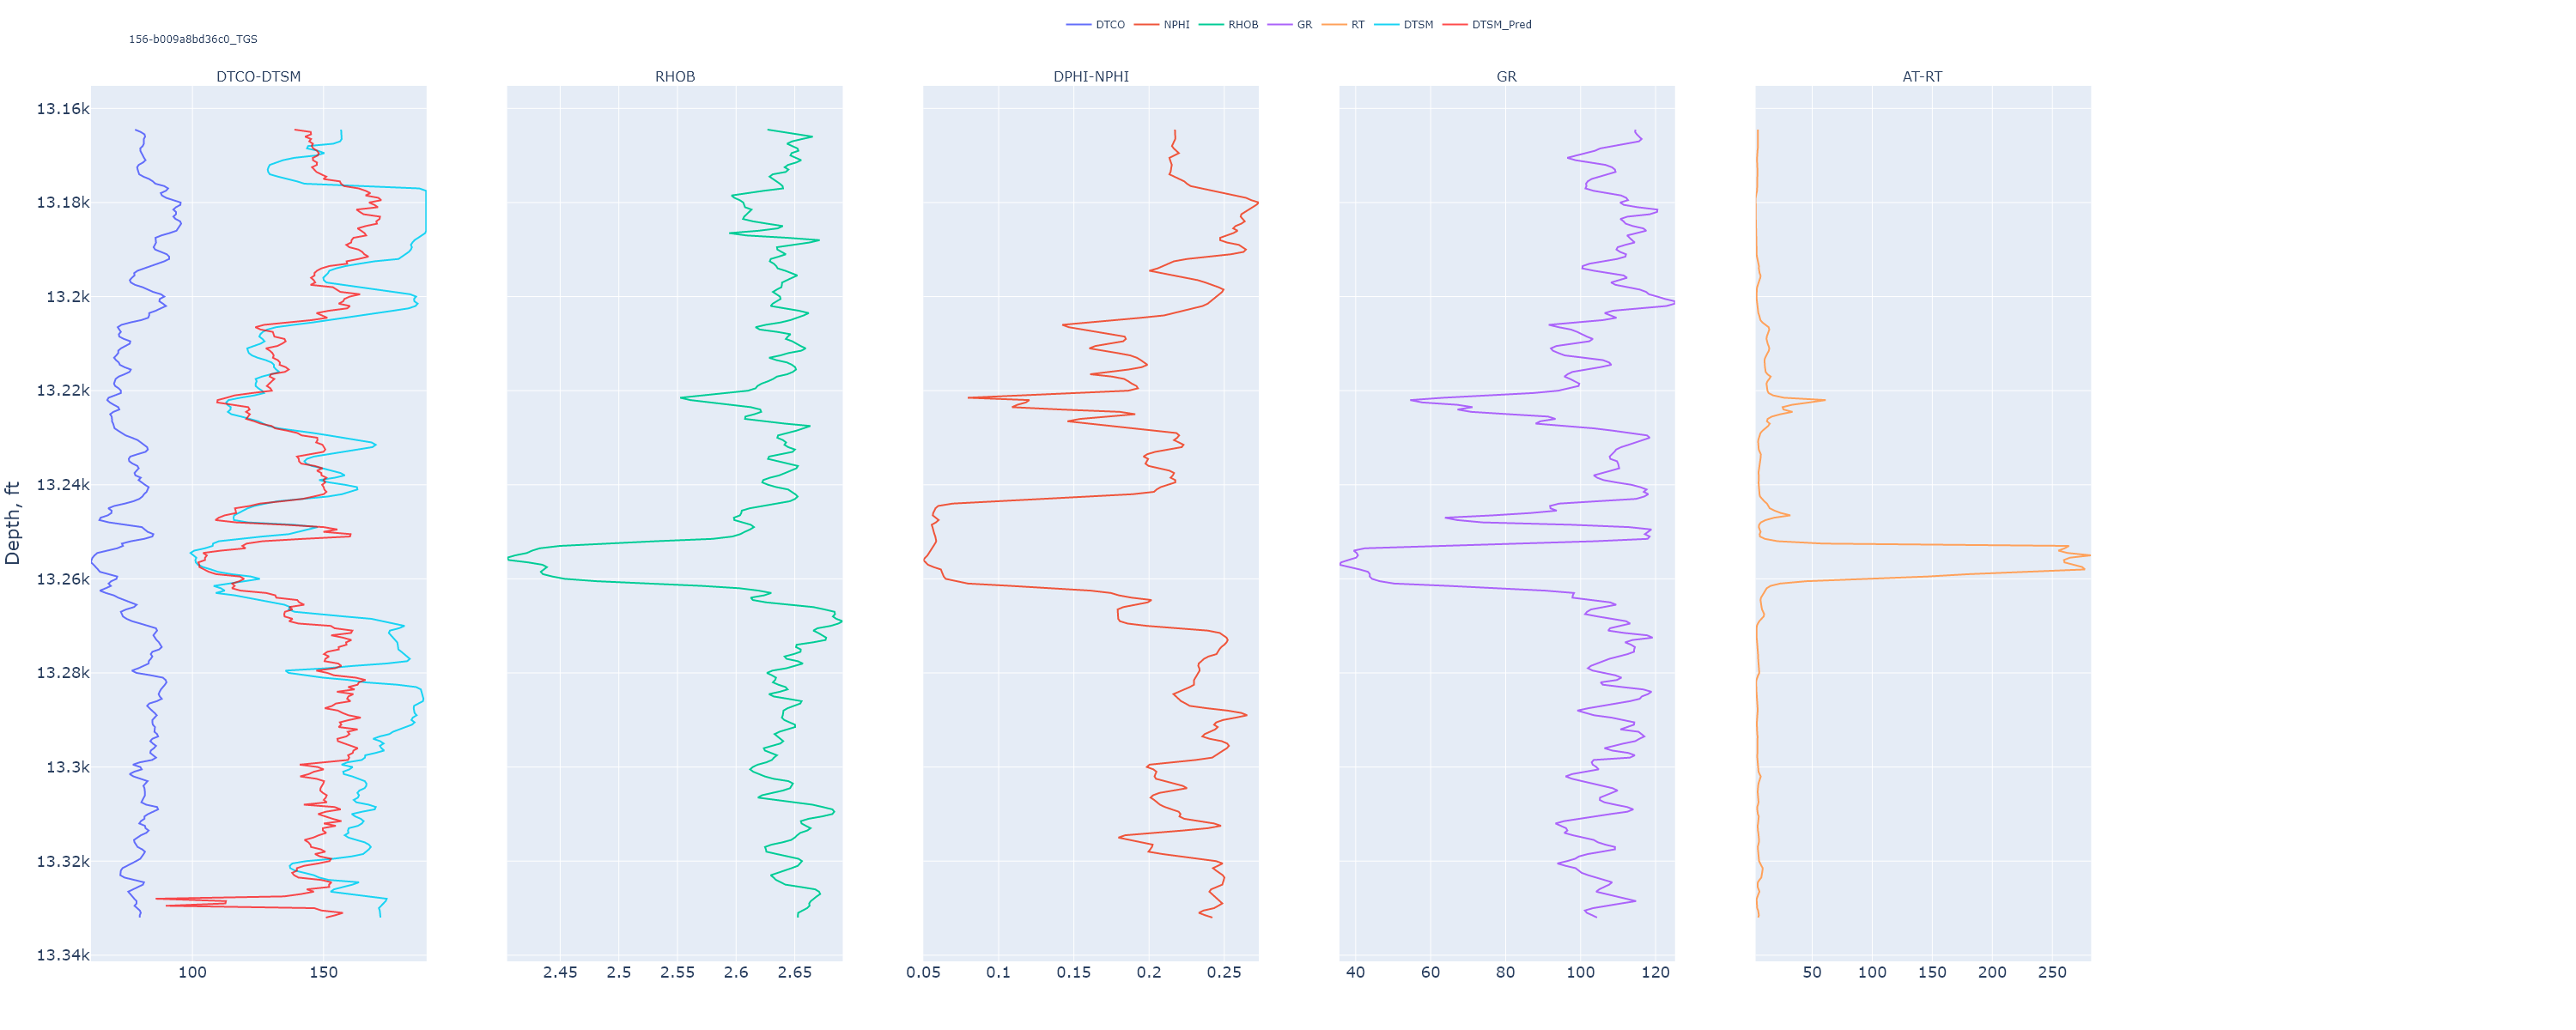 DTCO NPHI RHOB GR RT DTSM DTSM_Pred
156-b009a8bd36c0_TGS
DTCO-DTSM RHOB DPHI-NPHI GR AT-RT
Depth, ft
13.16k
13.18k
13.2k
13.22k
13.24k
13.26k
13.28k
13.3k
13.32k
13.34k
100 150 2.45 2.5 2.55 2.6 2.65 0.05 0.1 0.15 0.2 0.25 40 60 80 100 120 50 100 150 200 250